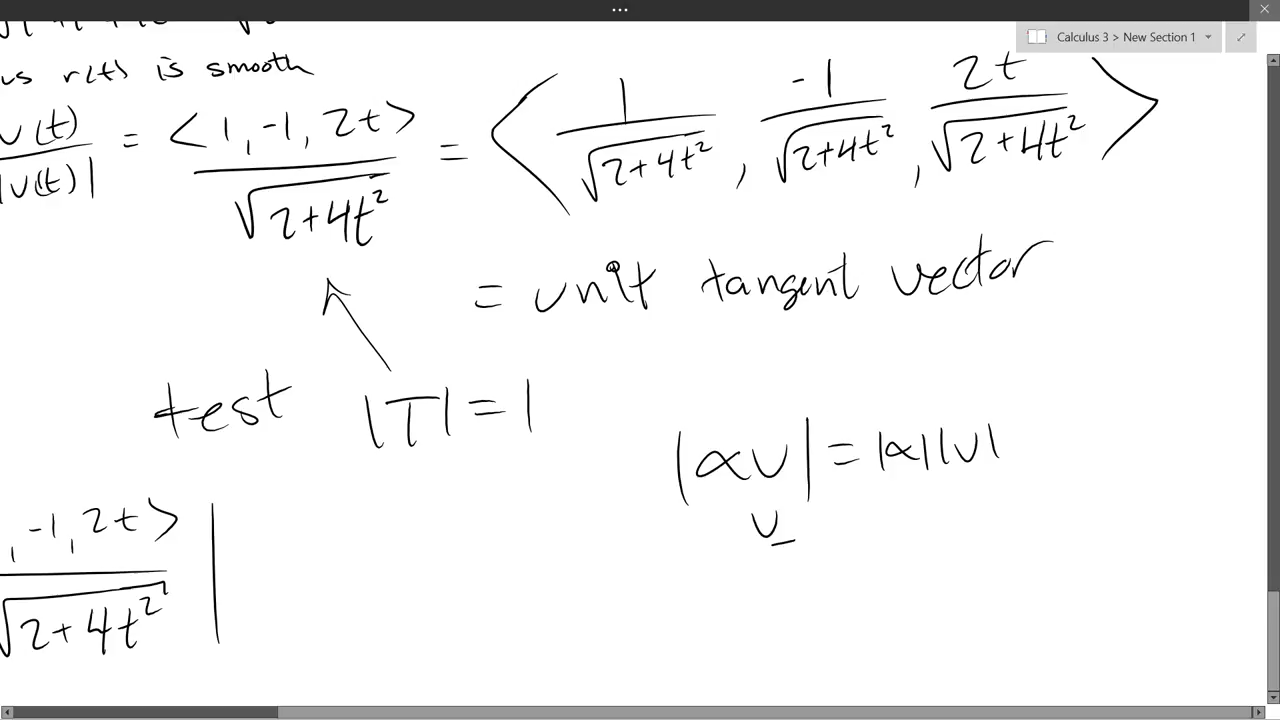 Calculus 3 > New Section 1
us r(t) is smooth
v(t)/|v(t)| = <1, -1, 2t>/√(2+4t²) = <1/√(2+4t²), -1/√(2+4t²), 2t/√(2+4t²)>
= unit tangent vector
test |T| = 1
|αv| = |α||v|
v
, -1, 2t>/√(2+4t²) |